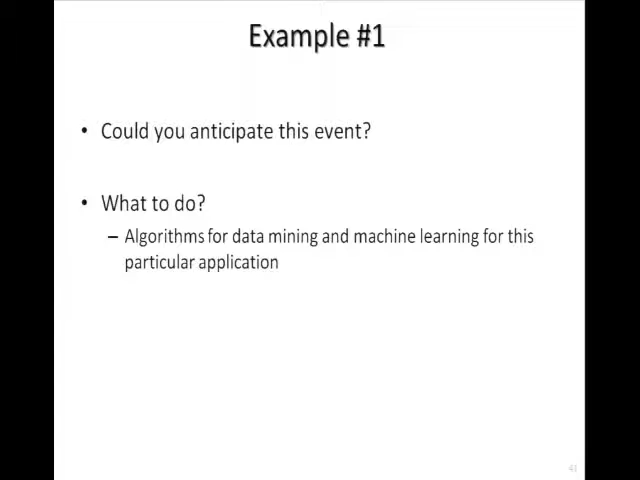 Example #1
• Could you anticipate this event?
• What to do?
– Algorithms for data mining and machine learning for this
particular application
41